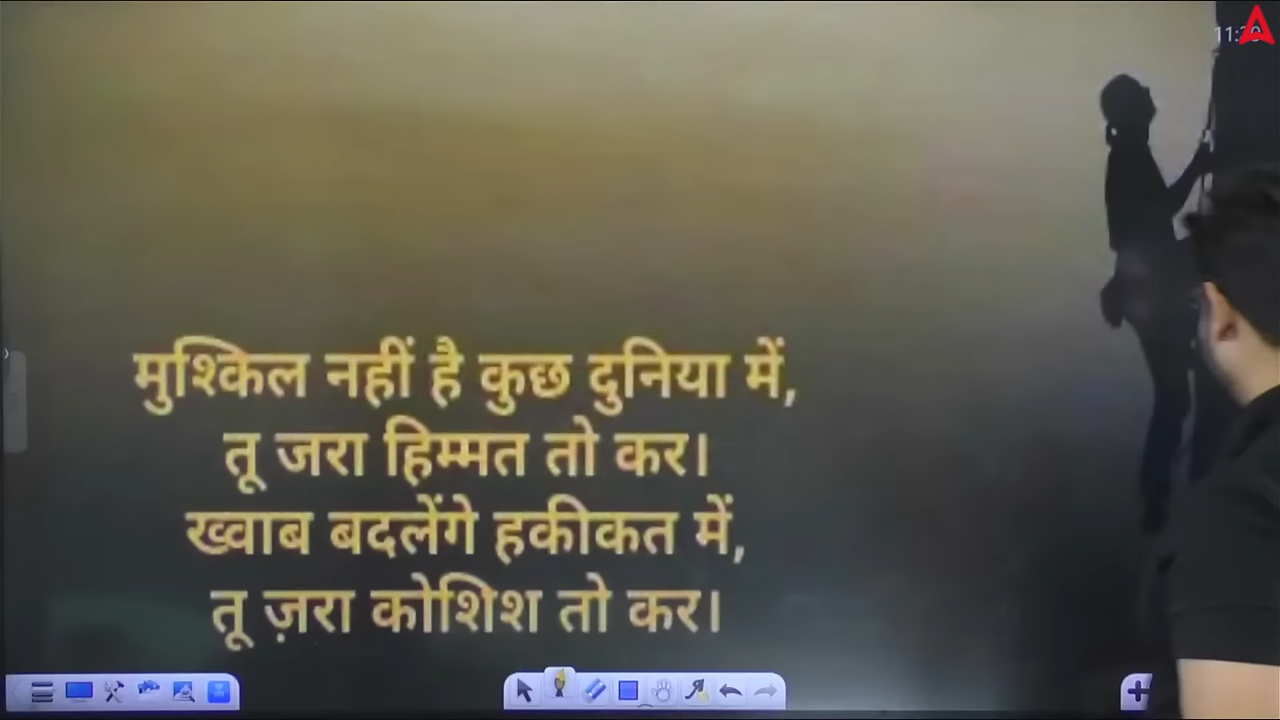 मुश्किल नहीं है कुछ दुनिया में,
तू जरा हिम्मत तो कर।
ख्वाब बदलेंगे हकीकत में,
तू ज़रा कोशिश तो कर।